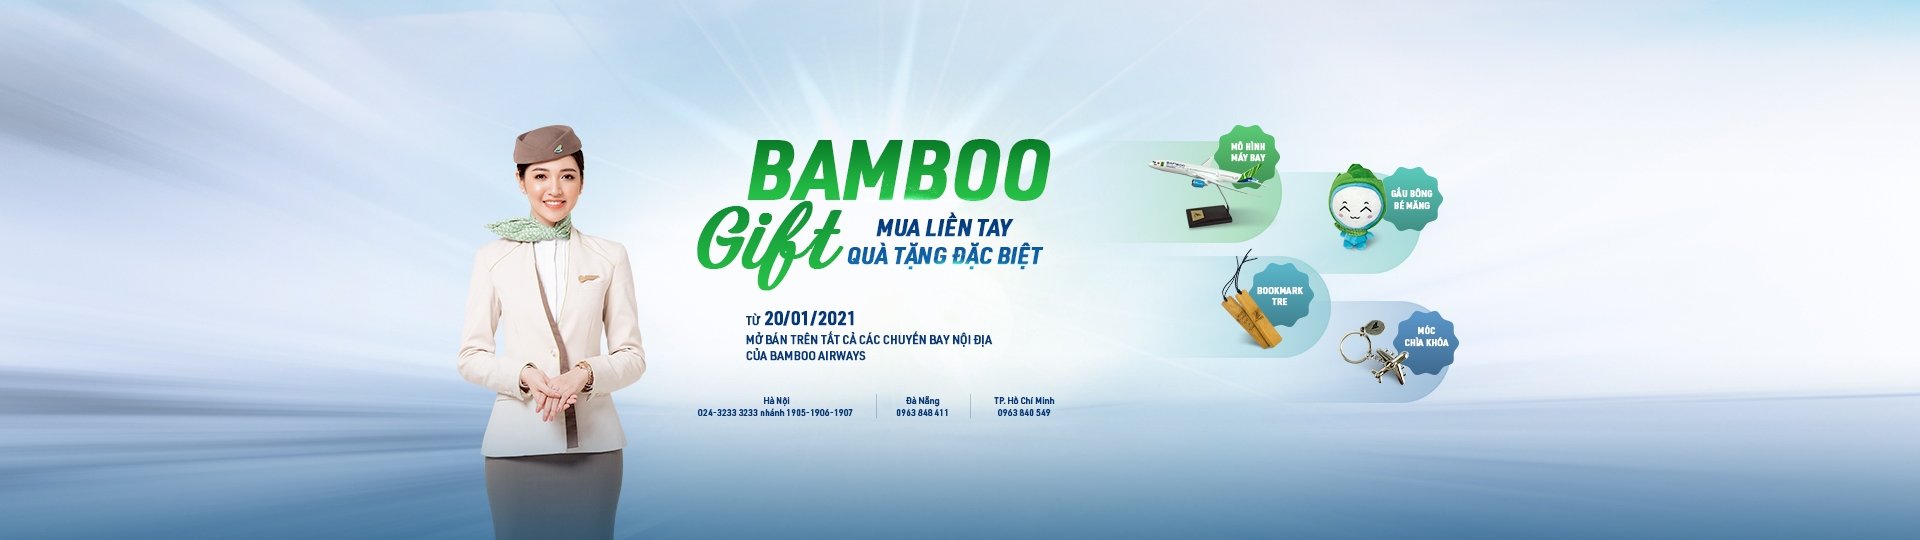 BAMBOO
Gift
MUA LIỀN TAY
QUÀ TẶNG ĐẶC BIỆT
TỪ 20/01/2021
MỞ BÁN TRÊN TẤT CẢ CÁC CHUYẾN BAY NỘI ĐỊA
CỦA BAMBOO AIRWAYS
Hà Nội
024-3233 3233 nhánh 1905-1906-1907
Đà Nẵng
0963 848 411
TP. Hồ Chí Minh
0963 840 549
MÔ HÌNH
MÁY BAY
BAMBOO
GẤU BÔNG
BÉ MĂNG
BOOKMARK
TRE
MÓC
CHÌA KHÓA